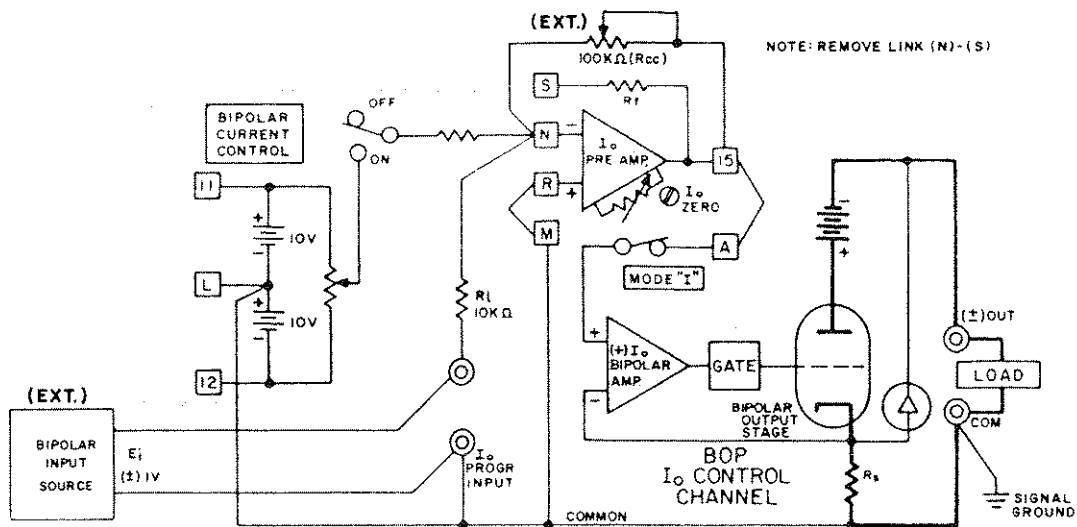 (EXT.)
100KΩ(Rcc)
NOTE: REMOVE LINK (N)-(S)
S
Rf
OFF
BIPOLAR
CURRENT
CONTROL
N
−
Io
PRE AMP.
15
ON
11
R
+
Io
ZERO
+
10V
−
M
A
MODE "I"
−
+
L
Ri
10KΩ
+
10V
−
(±)OUT
+
(+)Io
BIPOLAR
AMP.
−
GATE
LOAD
12
(EXT.)
BIPOLAR
INPUT
SOURCE
Ei
(±) 1V
BIPOLAR
OUTPUT
STAGE
COM
Io
PROGR
INPUT
BOP
Io CONTROL
CHANNEL
Rs
COMMON
SIGNAL
GROUND